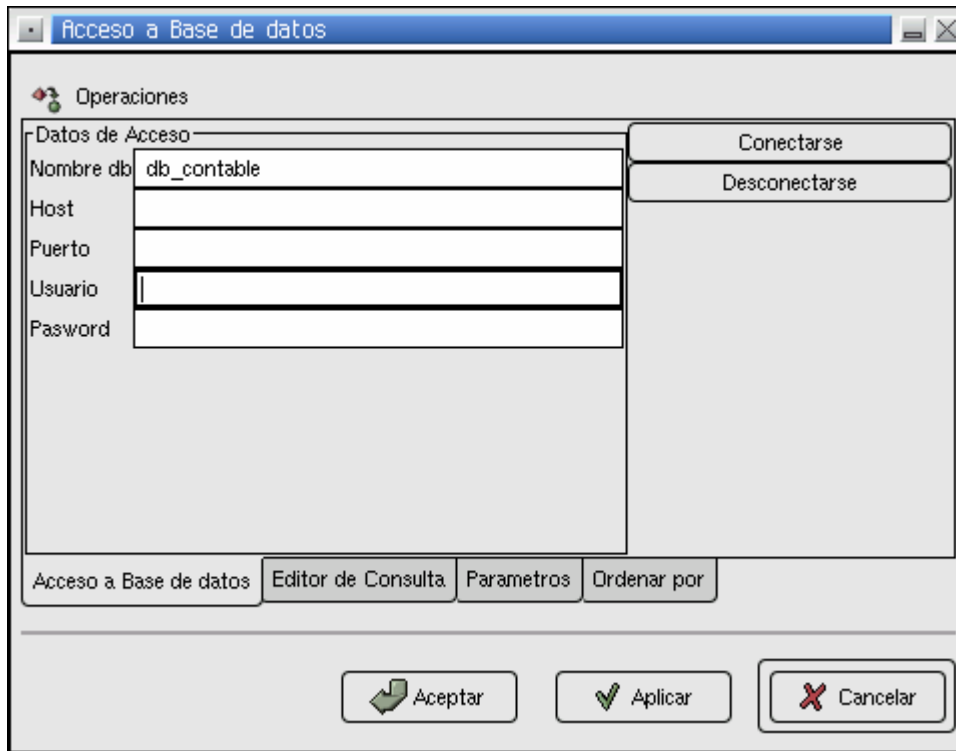 Acceso a Base de datos
Operaciones
Datos de Acceso
Conectarse
Nombre db db_contable
Desconectarse
Host
Puerto
Usuario
Pasword
Acceso a Base de datos Editor de Consulta Parametros Ordenar por
Aceptar Aplicar Cancelar